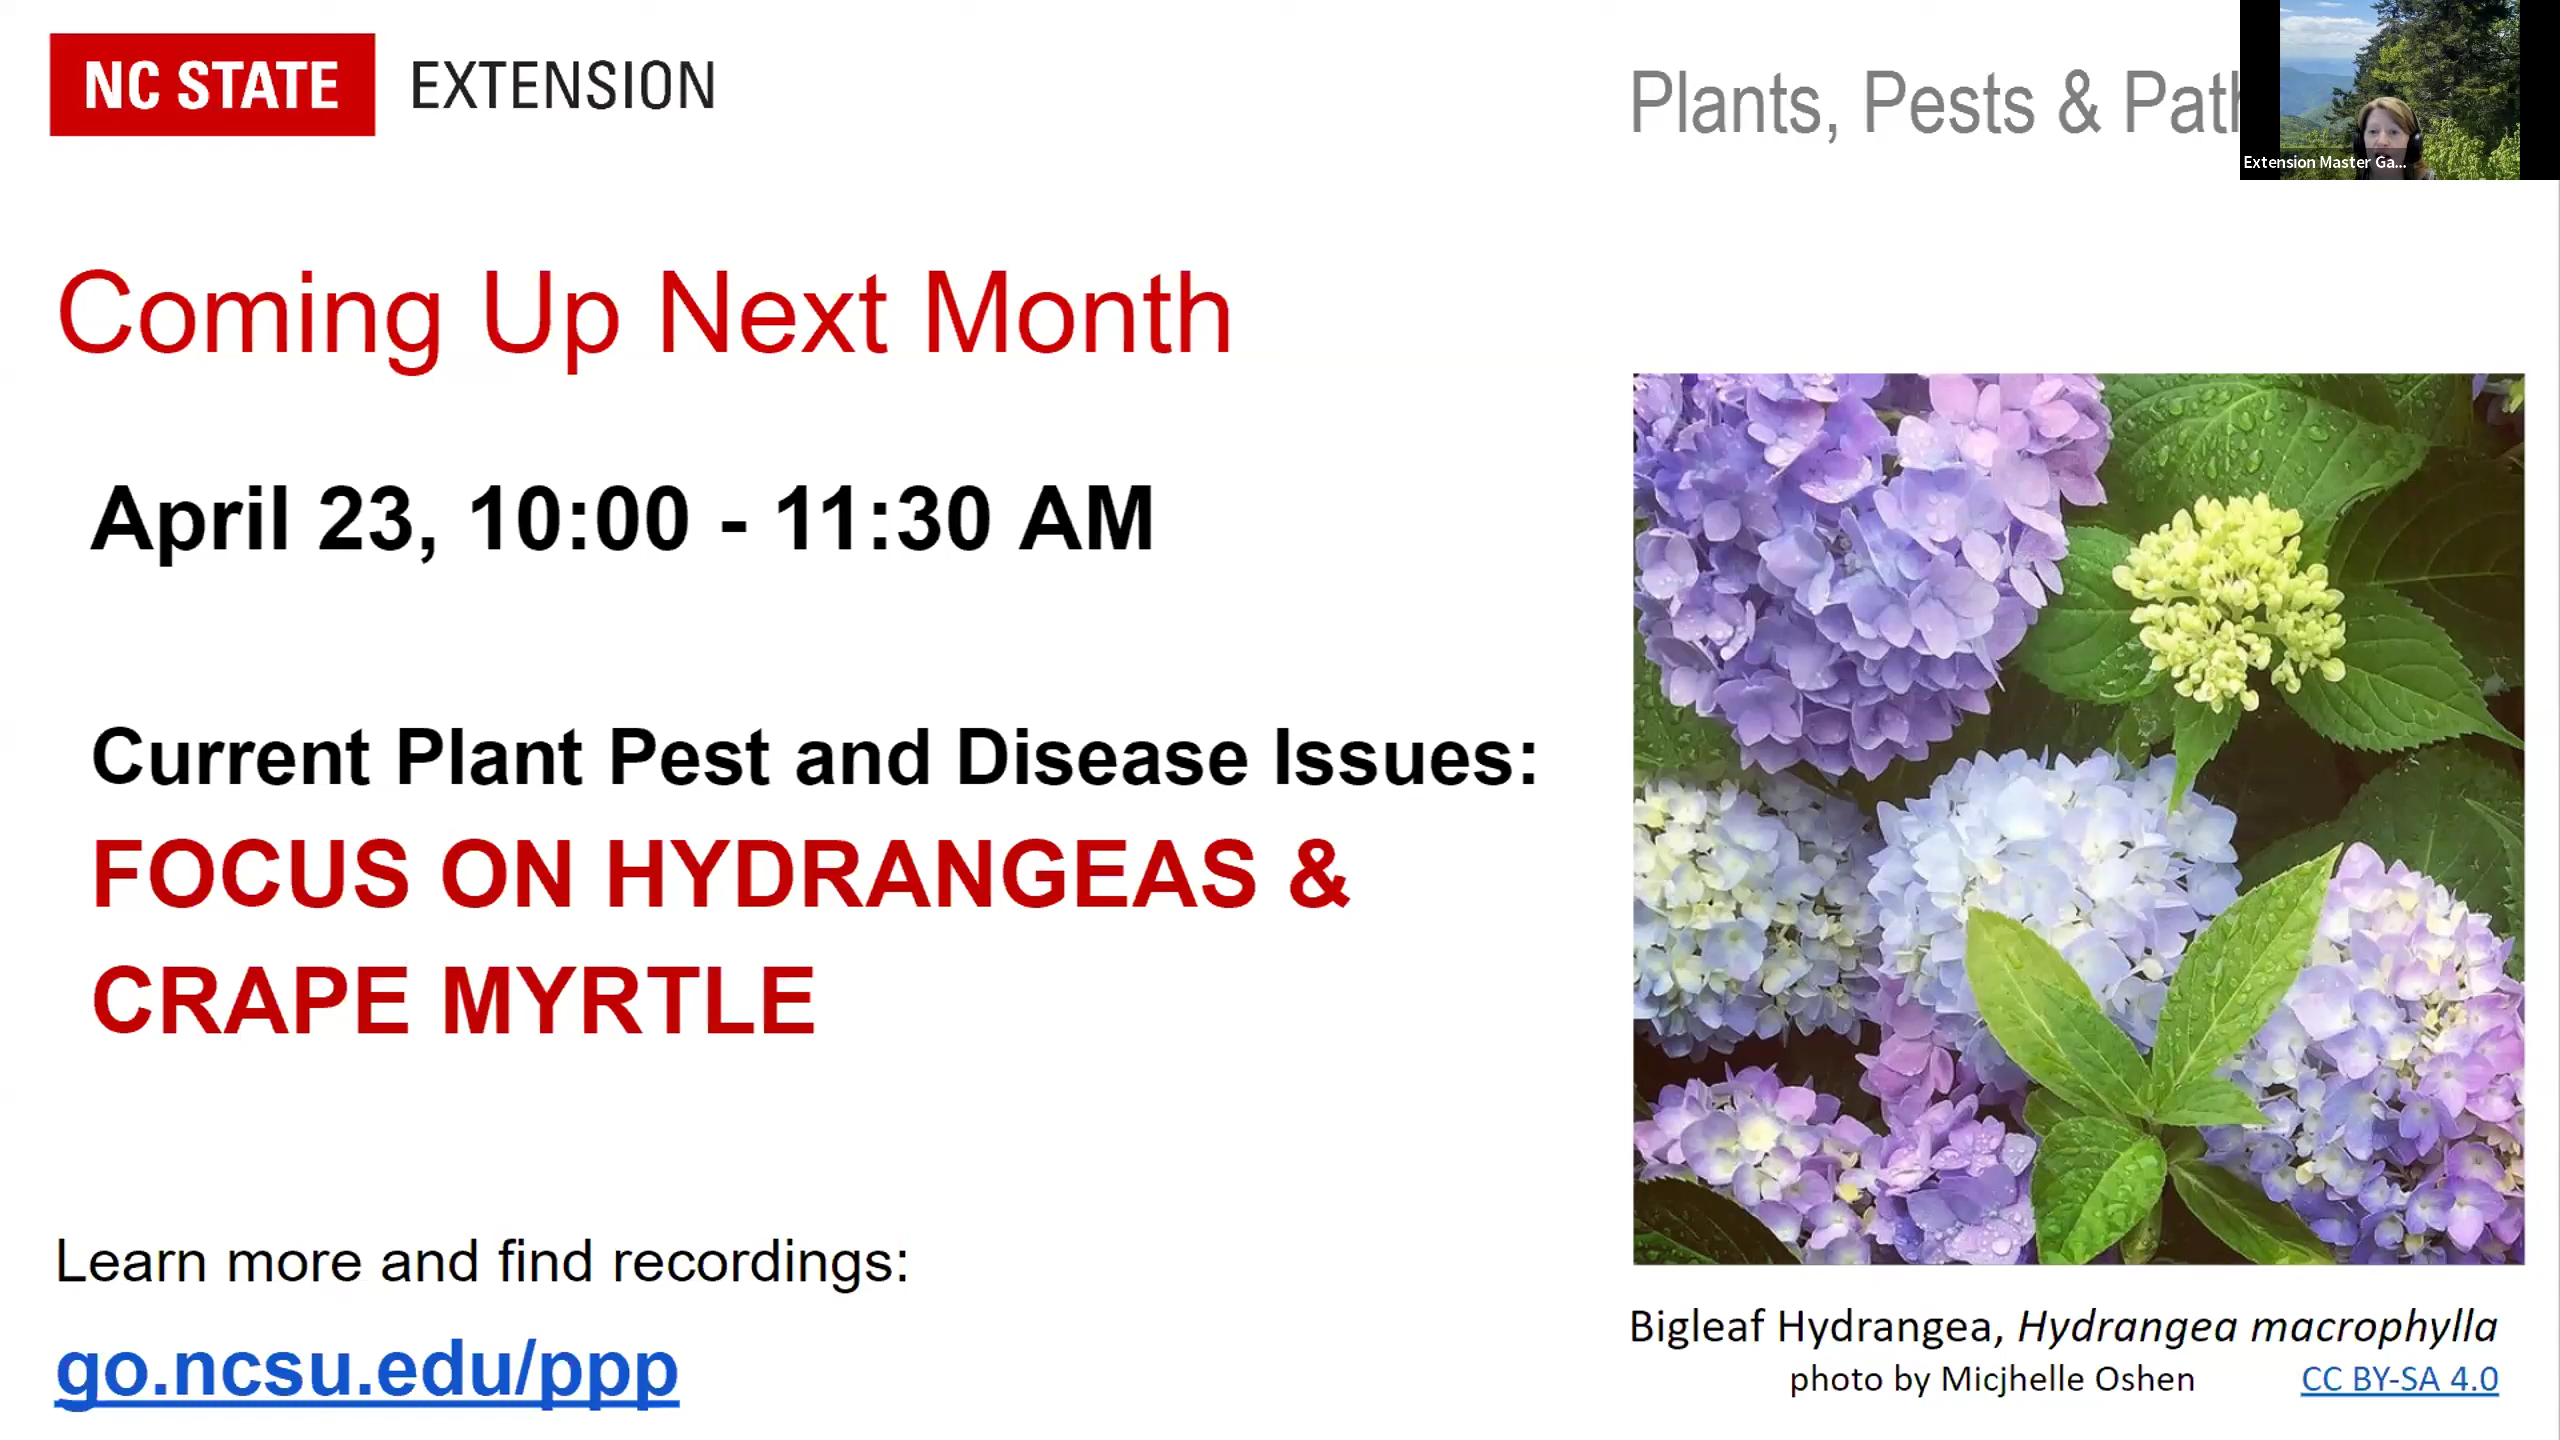 NC STATE EXTENSION
Plants, Pests &
Extension Master Ga...
Coming Up Next Month
April 23, 10:00 - 11:30 AM
Current Plant Pest and Disease Issues:
FOCUS ON HYDRANGEAS &
CRAPE MYRTLE
Learn more and find recordings:
go.ncsu.edu/ppp
Bigleaf Hydrangea, Hydrangea macrophylla
photo by Micjhelle Oshen CC BY-SA 4.0